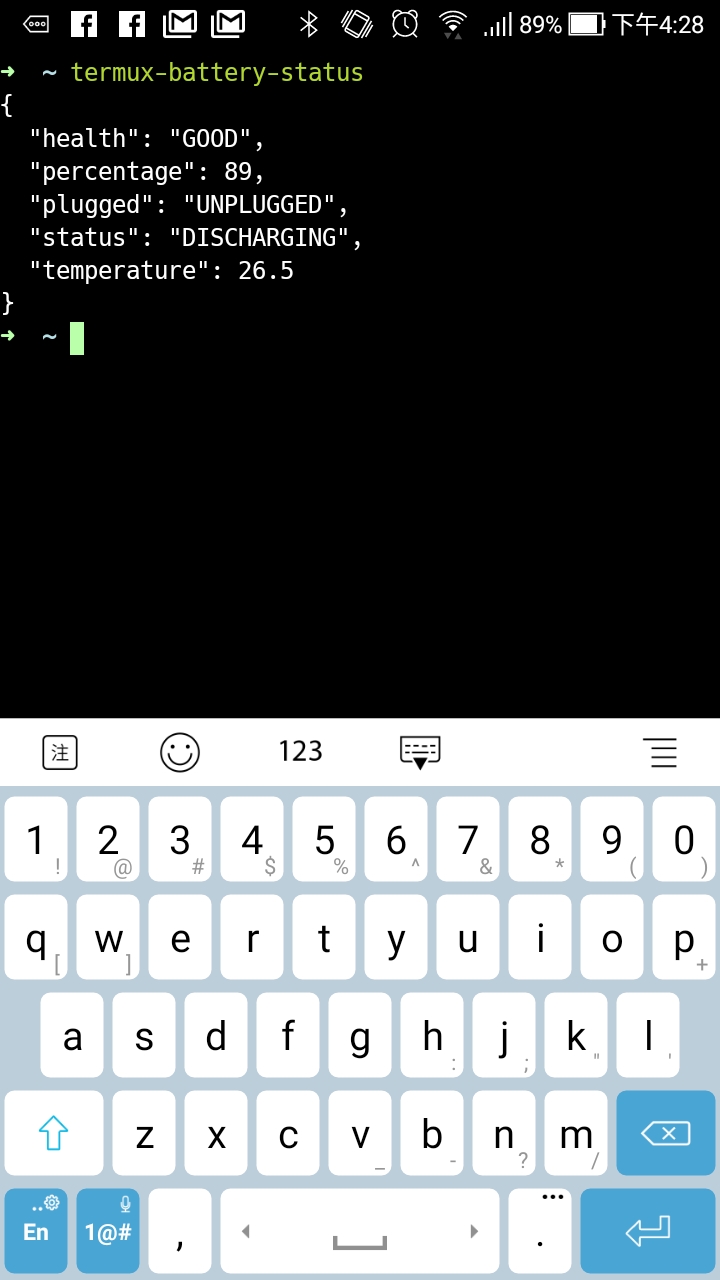 89% 下午4:28
➜ ~ termux-battery-status
{
"health": "GOOD",
"percentage": 89,
"plugged": "UNPLUGGED",
"status": "DISCHARGING",
"temperature": 26.5
}
➜ ~
注 123
1 ! 2 @ 3 # 4 $ 5 % 6 ^ 7 & 8 * 9 ( 0 )
q [ w ] e r t y u i o p +
a s d f g h : j ; k " l '
z x c v _ b - n ? m /
En 1@# , . •••